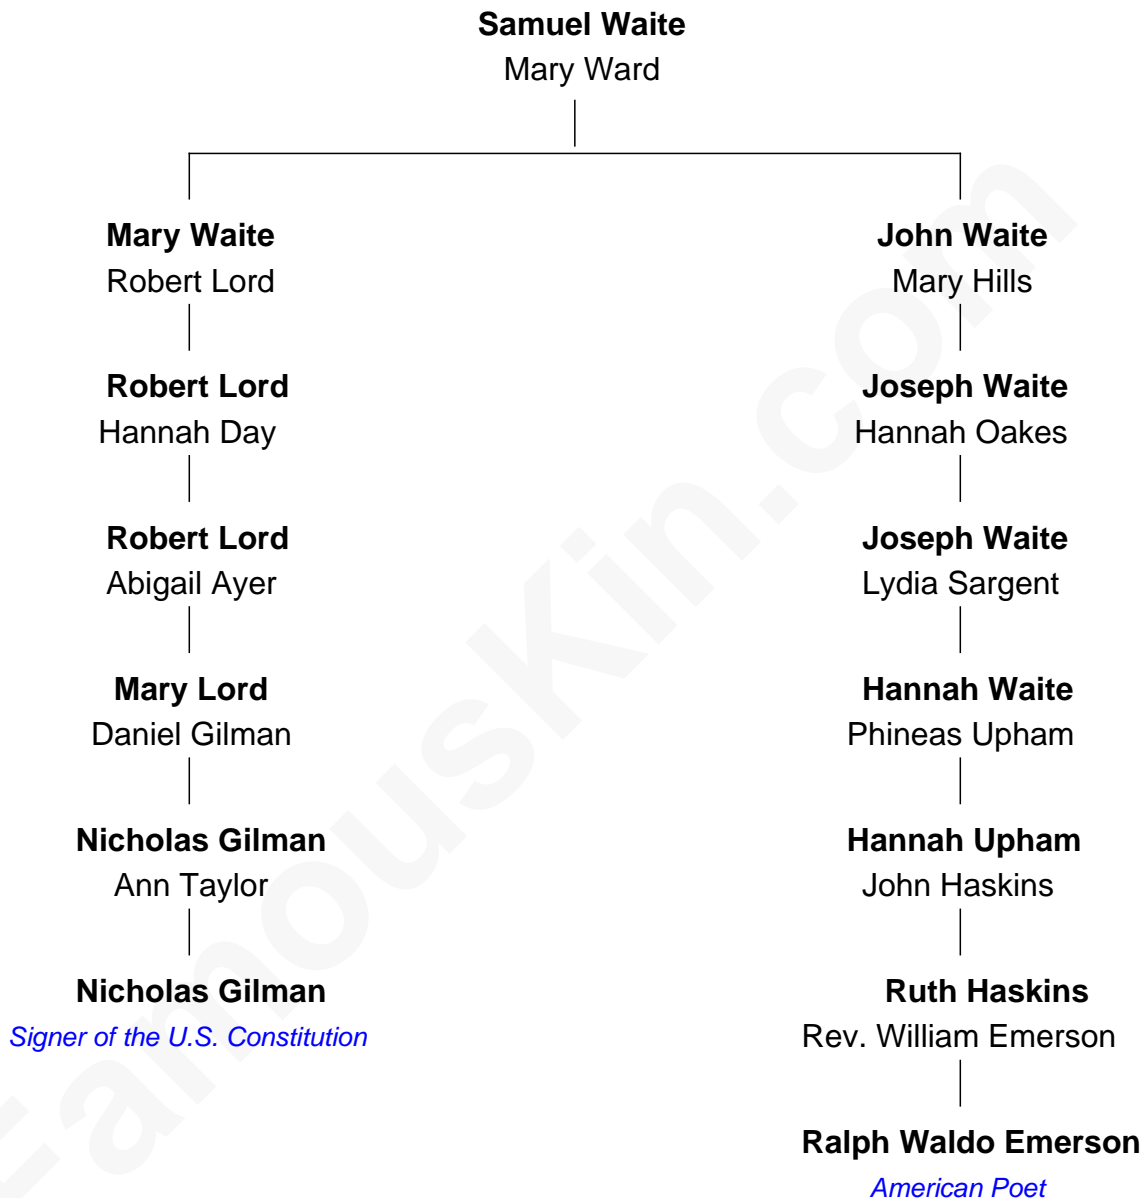 Samuel Waite
Mary Ward
Mary Waite
Robert Lord
Robert Lord
Hannah Day
Robert Lord
Abigail Ayer
Mary Lord
Daniel Gilman
Nicholas Gilman
Ann Taylor
Nicholas Gilman
Signer of the U.S. Constitution
John Waite
Mary Hills
Joseph Waite
Hannah Oakes
Joseph Waite
Lydia Sargent
Hannah Waite
Phineas Upham
Hannah Upham
John Haskins
Ruth Haskins
Rev. William Emerson
Ralph Waldo Emerson
American Poet
FamousKin.com